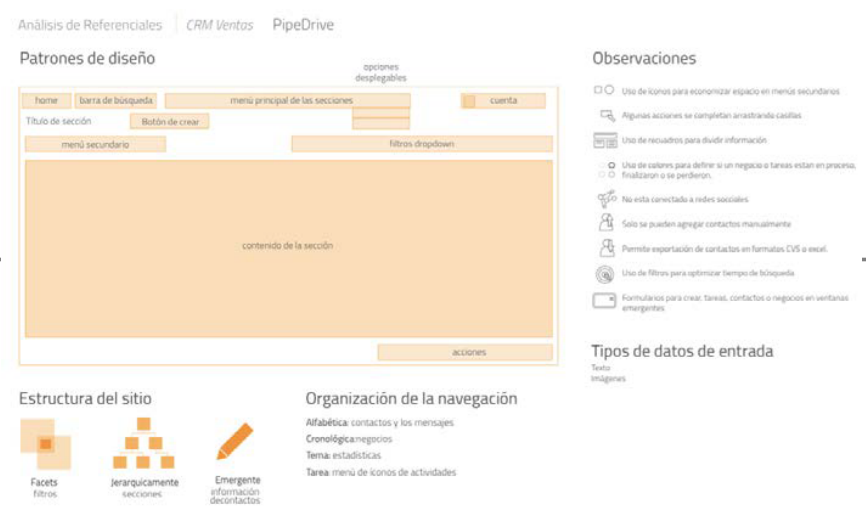 Análisis de Referenciales
CRM Ventas
PipeDrive
Patrones de diseño
opciones
desplegables
home
barra de búsqueda
menú principal de las secciones
cuenta
Título de sección
Botón de crear
menú secundario
filtros dropdown
contenido de la sección
acciones
Estructura del sitio
Facets
filtros
Jerarquicamente
secciones
Emergente
información
decontactos
Organización de la navegación
Alfabética: contactos y los mensajes
Cronológica:negocios
Tema: estadísticas
Tarea: menú de íconos de actividades
Observaciones
Uso de íconos para economizar espacio en menús secundarios
Algunas acciones se completan arrastrando casillas
Uso de recuadros para dividir información
Uso de colores para definir si un negocio o tareas estan en proceso,
finalizaron o se perdieron.
No esta conectado a redes socciales
Solo se pueden agregar contactos manualmente
Permite exportación de contactos en formatos CVS o excel.
Uso de filtros para optimizar tiempo de búsqueda
Formularios para crear, tareas, contactos o negocios en ventanas
emergentes
Tipos de datos de entrada
Texto
Imágenes